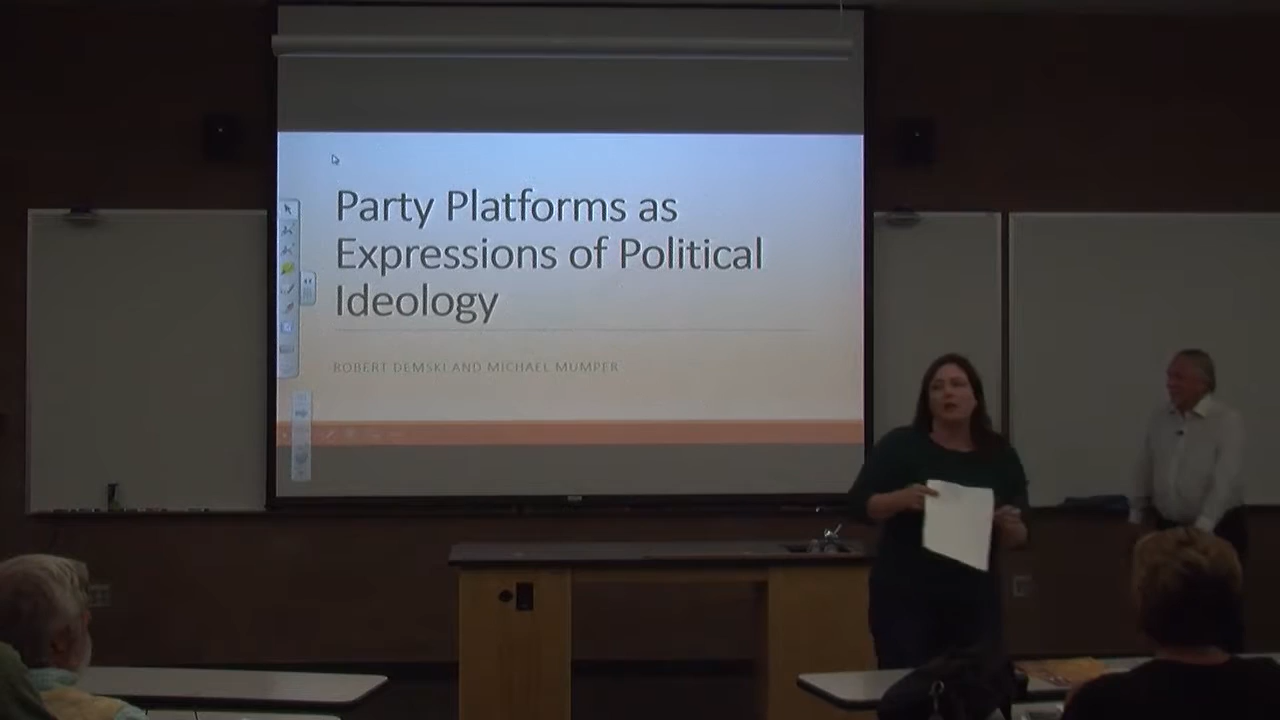 Party Platforms as
Expressions of Political
Ideology
ROBERT DEMSKI AND MICHAEL MUMPER